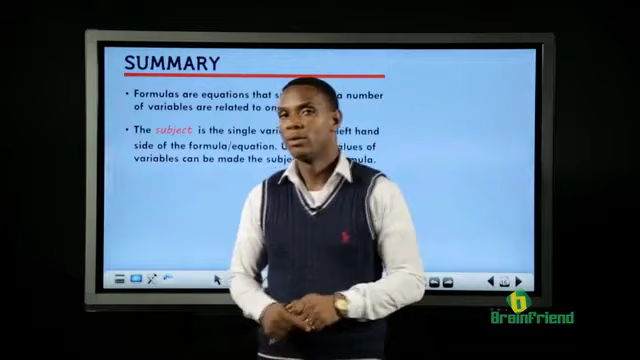 SUMMARY
• Formulas are equations that s a number
of variables are related to on
• The subject is the single vari left hand
side of the formula/equation. U alues of
variables can be made the subj mula.
BrainFriend